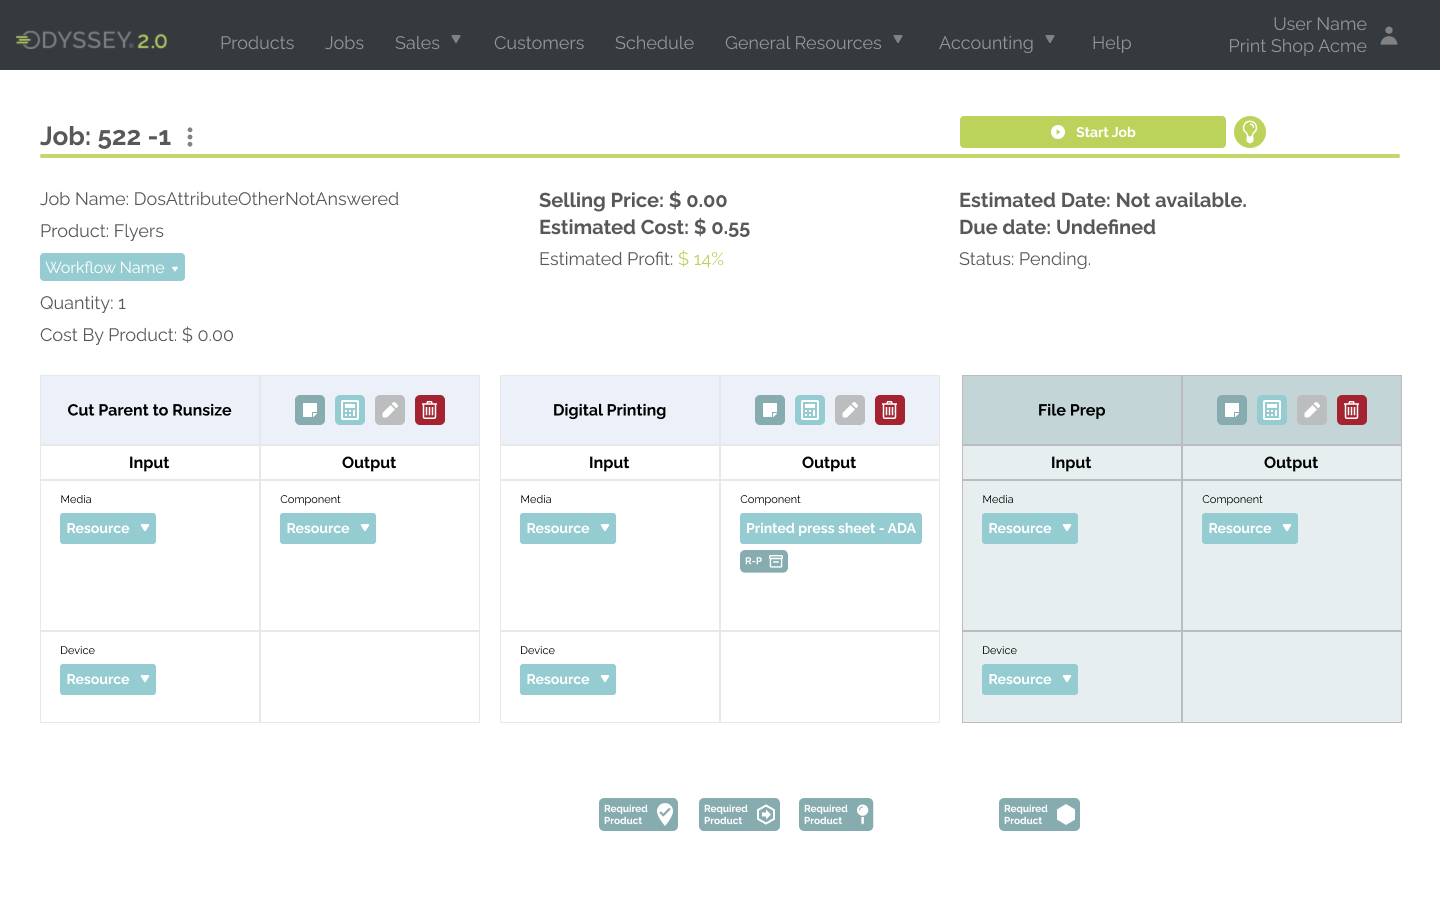 ODYSSEY 2.0
Products Jobs Sales Customers Schedule General Resources Accounting Help
User Name
Print Shop Acme
Job: 522 -1
Start Job
Job Name: DosAttributeOtherNotAnswered
Product: Flyers
Workflow Name
Quantity: 1
Cost By Product: $ 0.00
Selling Price: $ 0.00
Estimated Cost: $ 0.55
Estimated Profit: $ 14%
Estimated Date: Not available.
Due date: Undefined
Status: Pending.
Cut Parent to Runsize
Input Output
Media Component
Resource Resource
Device
Resource
Digital Printing
Input Output
Media Component
Resource Printed press sheet - ADA
R-P
Device
Resource
File Prep
Input Output
Media Component
Resource Resource
Device
Resource
Required
Product
Required
Product
Required
Product
Required
Product